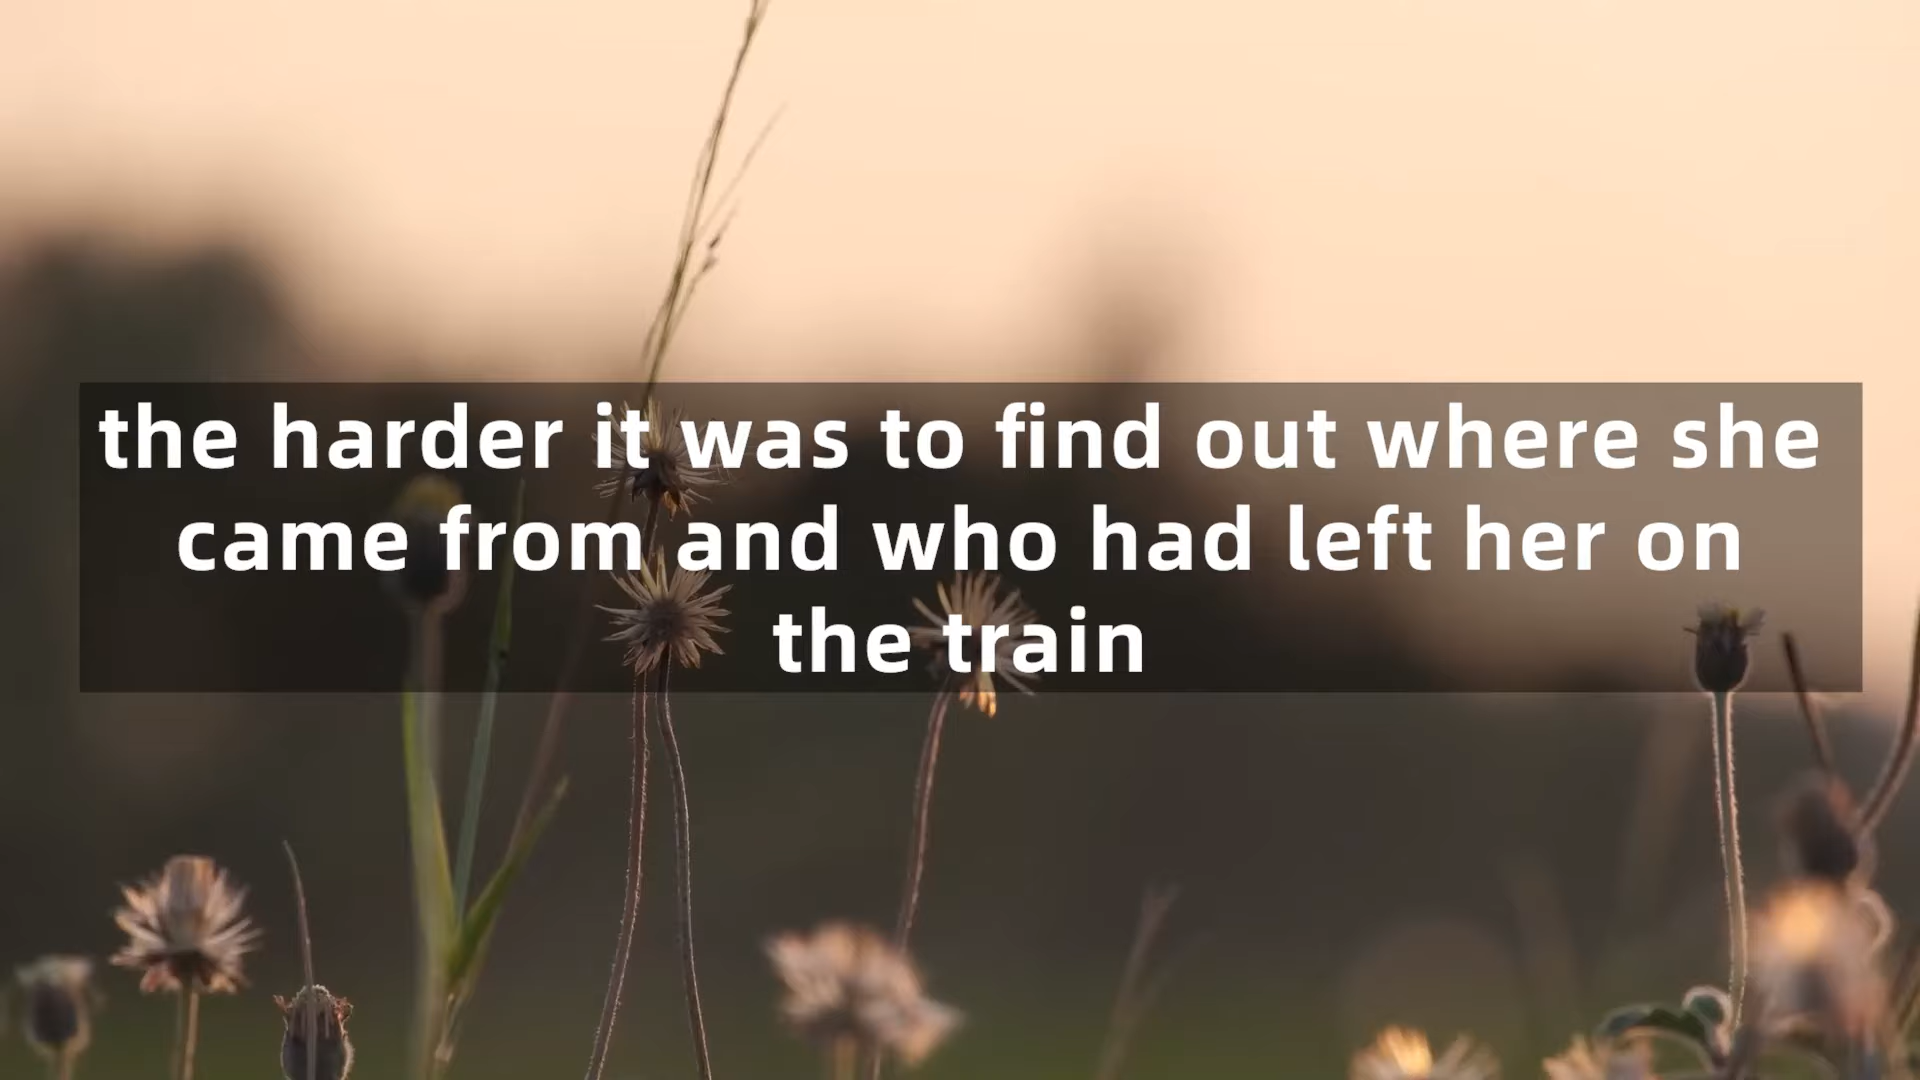 the harder it was to find out where she
came from and who had left her on
the train